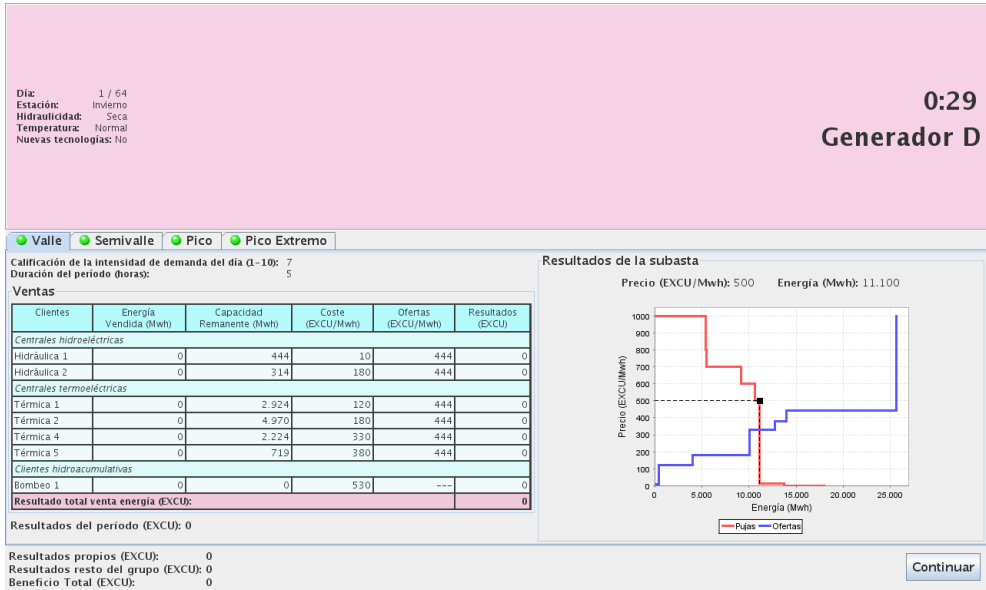 Día: 1 / 64
Estación: Invierno
Hidraulicidad: Seca
Temperatura: Normal
Nuevas tecnologías: No
0:29
Generador D
Valle Semivalle Pico Pico Extremo
Calificación de la intensidad de demanda del día (1-10): 7
Duración del período (horas): 5
Ventas
Clientes Energía Vendida (Mwh) Capacidad Remanente (Mwh) Coste (EXCU/Mwh) Ofertas (EXCU/Mwh) Resultados (EXCU)
Centrales hidroeléctricas
Hidráulica 1 0 444 10 444 0
Hidráulica 2 0 314 180 444 0
Centrales termoeléctricas
Térmica 1 0 2.924 120 444 0
Térmica 2 0 4.970 180 444 0
Térmica 4 0 2.224 330 444 0
Térmica 5 0 719 380 444 0
Clientes hidroacumulativas
Bombeo 1 0 0 530 --- 0
Resultado total venta energía (EXCU): 0
Resultados del período (EXCU): 0
Resultados de la subasta
Precio (EXCU/Mwh): 500 Energía (Mwh): 11.100
Precio (EXCU/Mwh)
1000
900
800
700
600
500
400
300
200
100
0
0 5.000 10.000 15.000 20.000 25.000
Energía (Mwh)
Pujas Ofertas
Resultados propios (EXCU): 0
Resultados resto del grupo (EXCU): 0
Beneficio Total (EXCU): 0
Continuar